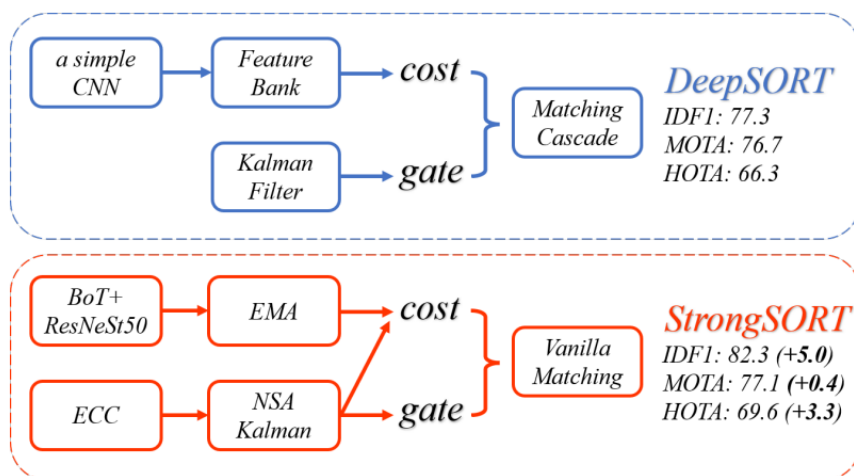 a simple
CNN
Feature
Bank
cost
Kalman
Filter
gate
Matching
Cascade
DeepSORT
IDF1: 77.3
MOTA: 76.7
HOTA: 66.3
BoT+
ResNeSt50
EMA
cost
ECC
NSA
Kalman
gate
Vanilla
Matching
StrongSORT
IDF1: 82.3 (+5.0)
MOTA: 77.1 (+0.4)
HOTA: 69.6 (+3.3)